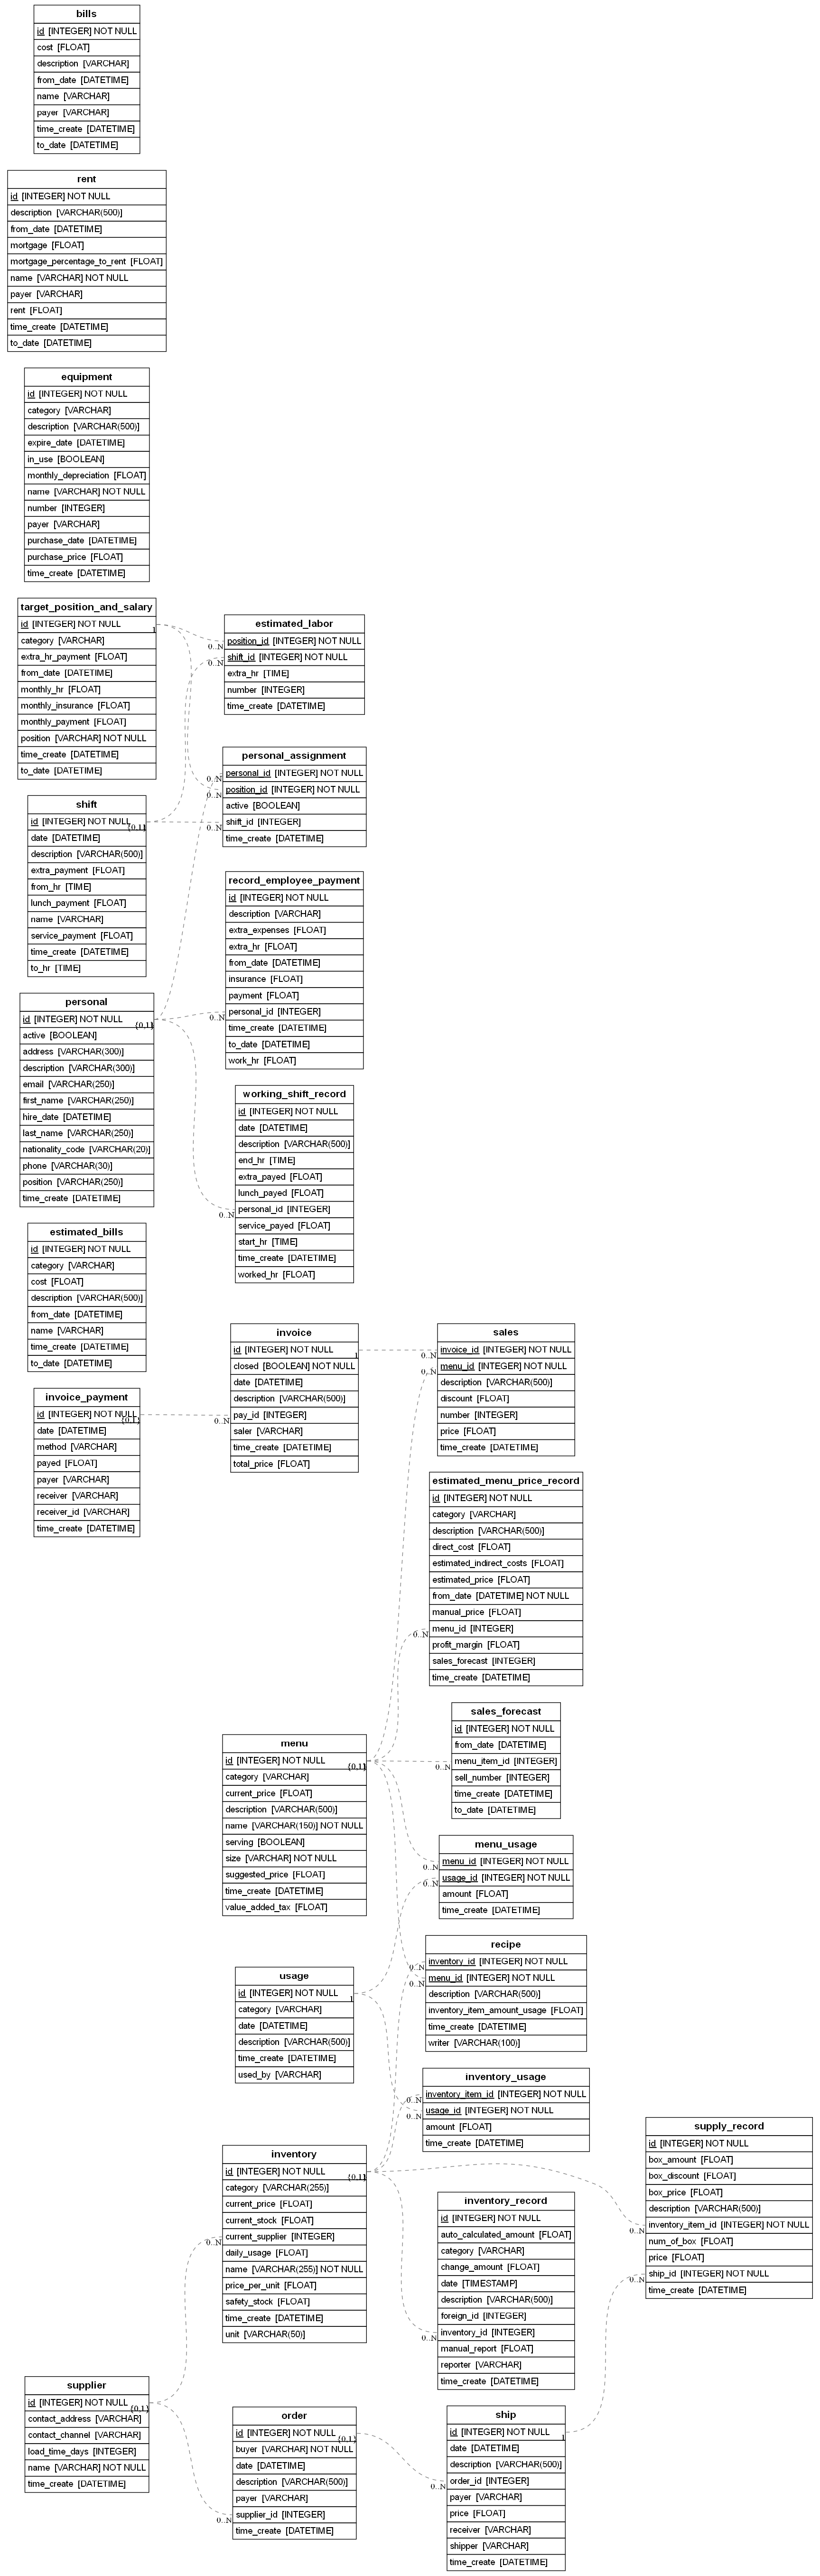 bills
id [INTEGER] NOT NULL
cost [FLOAT]
description [VARCHAR]
from_date [DATETIME]
name [VARCHAR]
payer [VARCHAR]
time_create [DATETIME]
to_date [DATETIME]
rent
id [INTEGER] NOT NULL
description [VARCHAR(500)]
from_date [DATETIME]
mortgage [FLOAT]
mortgage_percentage_to_rent [FLOAT]
name [VARCHAR] NOT NULL
payer [VARCHAR]
rent [FLOAT]
time_create [DATETIME]
to_date [DATETIME]
equipment
id [INTEGER] NOT NULL
category [VARCHAR]
description [VARCHAR(500)]
expire_date [DATETIME]
in_use [BOOLEAN]
monthly_depreciation [FLOAT]
name [VARCHAR] NOT NULL
number [INTEGER]
payer [VARCHAR]
purchase_date [DATETIME]
purchase_price [FLOAT]
time_create [DATETIME]
target_position_and_salary
id [INTEGER] NOT NULL
1
category [VARCHAR]
extra_hr_payment [FLOAT]
from_date [DATETIME]
monthly_hr [FLOAT]
monthly_insurance [FLOAT]
monthly_payment [FLOAT]
position [VARCHAR] NOT NULL
time_create [DATETIME]
to_date [DATETIME]
estimated_labor
position_id [INTEGER] NOT NULL
0..N
shift_id [INTEGER] NOT NULL
0..N
extra_hr [TIME]
number [INTEGER]
time_create [DATETIME]
shift
id [INTEGER] NOT NULL
{0,1}
date [DATETIME]
description [VARCHAR(500)]
extra_payment [FLOAT]
from_hr [TIME]
lunch_payment [FLOAT]
name [VARCHAR]
service_payment [FLOAT]
time_create [DATETIME]
to_hr [TIME]
personal_assignment
personal_id [INTEGER] NOT NULL
0..N
position_id [INTEGER] NOT NULL
0..N
active [BOOLEAN]
shift_id [INTEGER]
0..N
time_create [DATETIME]
personal
id [INTEGER] NOT NULL
{0,1}
active [BOOLEAN]
address [VARCHAR(300)]
description [VARCHAR(300)]
email [VARCHAR(250)]
first_name [VARCHAR(250)]
hire_date [DATETIME]
last_name [VARCHAR(250)]
nationality_code [VARCHAR(20)]
phone [VARCHAR(30)]
position [VARCHAR(250)]
time_create [DATETIME]
record_employee_payment
id [INTEGER] NOT NULL
description [VARCHAR]
extra_expenses [FLOAT]
extra_hr [FLOAT]
from_date [DATETIME]
insurance [FLOAT]
payment [FLOAT]
personal_id [INTEGER]
0..N
time_create [DATETIME]
to_date [DATETIME]
work_hr [FLOAT]
working_shift_record
id [INTEGER] NOT NULL
date [DATETIME]
description [VARCHAR(500)]
end_hr [TIME]
extra_payed [FLOAT]
lunch_payed [FLOAT]
personal_id [INTEGER]
0..N
service_payed [FLOAT]
start_hr [TIME]
time_create [DATETIME]
worked_hr [FLOAT]
estimated_bills
id [INTEGER] NOT NULL
category [VARCHAR]
cost [FLOAT]
description [VARCHAR(500)]
from_date [DATETIME]
name [VARCHAR]
time_create [DATETIME]
to_date [DATETIME]
invoice_payment
id [INTEGER] NOT NULL
{0,1}
date [DATETIME]
method [VARCHAR]
payed [FLOAT]
payer [VARCHAR]
receiver [VARCHAR]
receiver_id [VARCHAR]
time_create [DATETIME]
invoice
id [INTEGER] NOT NULL
1
closed [BOOLEAN] NOT NULL
date [DATETIME]
description [VARCHAR(500)]
pay_id [INTEGER]
0..N
saler [VARCHAR]
time_create [DATETIME]
total_price [FLOAT]
sales
invoice_id [INTEGER] NOT NULL
0..N
menu_id [INTEGER] NOT NULL
0..N
description [VARCHAR(500)]
discount [FLOAT]
number [INTEGER]
price [FLOAT]
time_create [DATETIME]
estimated_menu_price_record
id [INTEGER] NOT NULL
category [VARCHAR]
description [VARCHAR(500)]
direct_cost [FLOAT]
estimated_indirect_costs [FLOAT]
estimated_price [FLOAT]
from_date [DATETIME] NOT NULL
manual_price [FLOAT]
menu_id [INTEGER]
0..N
profit_margin [FLOAT]
sales_forecast [INTEGER]
time_create [DATETIME]
sales_forecast
id [INTEGER] NOT NULL
from_date [DATETIME]
menu_item_id [INTEGER]
0..N
sell_number [INTEGER]
time_create [DATETIME]
to_date [DATETIME]
menu
id [INTEGER] NOT NULL
{0,1}
category [VARCHAR]
current_price [FLOAT]
description [VARCHAR(500)]
name [VARCHAR(150)] NOT NULL
serving [BOOLEAN]
size [VARCHAR] NOT NULL
suggested_price [FLOAT]
time_create [DATETIME]
value_added_tax [FLOAT]
menu_usage
menu_id [INTEGER] NOT NULL
0..N
usage_id [INTEGER] NOT NULL
0..N
amount [FLOAT]
time_create [DATETIME]
recipe
inventory_id [INTEGER] NOT NULL
0..N
menu_id [INTEGER] NOT NULL
0..N
description [VARCHAR(500)]
inventory_item_amount_usage [FLOAT]
time_create [DATETIME]
writer [VARCHAR(100)]
usage
id [INTEGER] NOT NULL
1
category [VARCHAR]
date [DATETIME]
description [VARCHAR(500)]
time_create [DATETIME]
used_by [VARCHAR]
inventory_usage
inventory_item_id [INTEGER] NOT NULL
0..N
usage_id [INTEGER] NOT NULL
0..N
amount [FLOAT]
time_create [DATETIME]
inventory
id [INTEGER] NOT NULL
{0,1}
category [VARCHAR(255)]
current_price [FLOAT]
current_stock [FLOAT]
current_supplier [INTEGER]
0..N
daily_usage [FLOAT]
name [VARCHAR(255)] NOT NULL
price_per_unit [FLOAT]
safety_stock [FLOAT]
time_create [DATETIME]
unit [VARCHAR(50)]
inventory_record
id [INTEGER] NOT NULL
auto_calculated_amount [FLOAT]
category [VARCHAR]
change_amount [FLOAT]
date [TIMESTAMP]
description [VARCHAR(500)]
foreign_id [INTEGER]
inventory_id [INTEGER]
0..N
manual_report [FLOAT]
reporter [VARCHAR]
time_create [DATETIME]
supply_record
id [INTEGER] NOT NULL
box_amount [FLOAT]
box_discount [FLOAT]
box_price [FLOAT]
description [VARCHAR(500)]
inventory_item_id [INTEGER] NOT NULL
0..N
num_of_box [FLOAT]
price [FLOAT]
ship_id [INTEGER] NOT NULL
0..N
time_create [DATETIME]
supplier
id [INTEGER] NOT NULL
{0,1}
contact_address [VARCHAR]
contact_channel [VARCHAR]
load_time_days [INTEGER]
name [VARCHAR] NOT NULL
time_create [DATETIME]
order
id [INTEGER] NOT NULL
{0,1}
buyer [VARCHAR] NOT NULL
date [DATETIME]
description [VARCHAR(500)]
payer [VARCHAR]
supplier_id [INTEGER]
0..N
time_create [DATETIME]
ship
id [INTEGER] NOT NULL
1
date [DATETIME]
description [VARCHAR(500)]
order_id [INTEGER]
0..N
payer [VARCHAR]
price [FLOAT]
receiver [VARCHAR]
shipper [VARCHAR]
time_create [DATETIME]